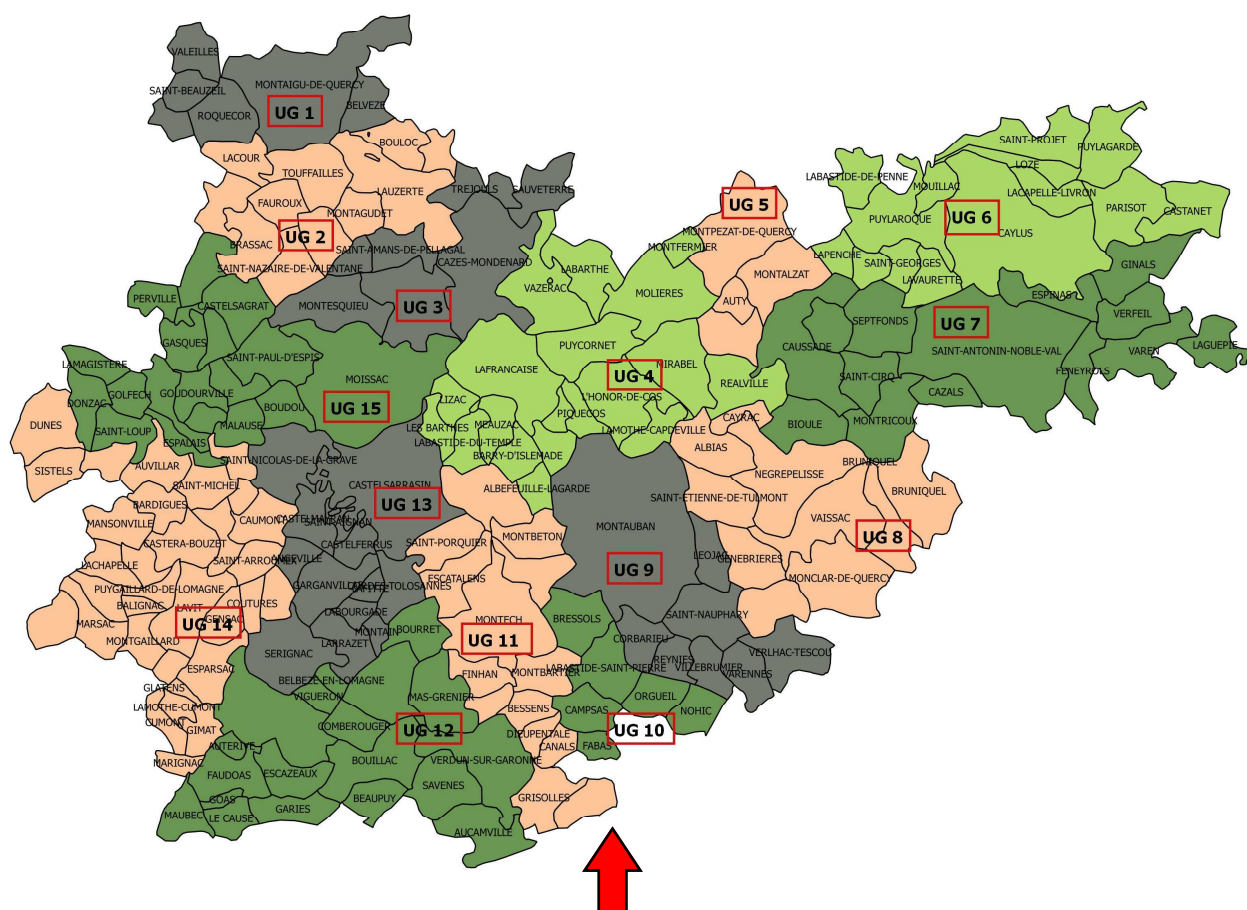 VALEILLES
MONTAIGU-DE-QUERCY
SAINT-BEAUZEIL
BELVEZE
UG 1
ROQUECOR
BOULOC
LACOUR
TOUFFAILLES
SAINT-PROJET
PUYLAGARDE
LOZE
LABASTIDE-DE-PENNE
TREJOULS
SAUVETERRE
LAUZERTE
FAUROUX
MOUILLAC
LACAPELLE-LIVRON
UG 5
PARISOT
CASTANET
MONTAGUDET
PUYLAROQUE
UG 6
MONTPEZAT-DE-QUERCY
CAYLUS
UG 2
BRASSAC
SAINT-AMANS-DE-PELLAGAL
MONTFERMIER
LAPENCHE
SAINT-GEORGES
GINALS
CAZES-MONDENARD
SAINT-NAZAIRE-DE-VALENTANE
LABARTHE
MONTALZAT
LAVAURETTE
VAZERAC
MOLIERES
ESPINAS
PERVILLE
CASTELSAGRAT
MONTESQUIEU
UG 3
AUTY
VERFEIL
SEPTFONDS
UG 7
GASQUES
PUYCORNET
CAUSSADE
SAINT-ANTONIN-NOBLE-VAL
VAREN
LAGUEPIE
SAINT-PAUL-D'ESPIS
LAMAGISTERE
MIRABEL
LAFRANCAISE
FENEYROLS
MOISSAC
UG 4
SAINT-CIRQ
REALVILLE
GOLFECH
GOUDOURVILLE
CAZALS
DONZAC
L'HONOR-DE-COS
LIZAC
BOUDOU
UG 15
PIQUECOS
CAYRAC
DUNES
MALAUSE
MEAUZAC
BIOULE
MONTRICOUX
SAINT-LOUP
LES BARTHES
LAMOTHE-CAPDEVILLE
ESPALAIS
LABASTIDE-DU-TEMPLE
ALBIAS
BARRY-D'ISLEMADE
SAINT-NICOLAS-DE-LA-GRAVE
BRUNIQUEL
AUVILLAR
SISTELS
NEGREPELISSE
SAINT-MICHEL
CASTELSARRASIN
ALBEFEUILLE-LAGARDE
BRUNIQUEL
SAINT-ETIENNE-DE-TULMONT
BARDIGUES
UG 13
VAISSAC
MANSONVILLE
CAUMONT
CASTELMAYRAN
SAINT-AIGNAN
MONTAUBAN
MONTBETON
UG 8
CASTERA-BOUZET
SAINT-PORQUIER
CASTELFERRUS
LEOJAC
GENEBRIERES
SAINT-ARROUMEX
ANGEVILLE
LACHAPELLE
UG 9
ESCATALENS
MONCLAR-DE-QUERCY
GARGANVILLAR
CORDES-TOLOSANNES
PUYGAILLARD-DE-LOMAGNE
BALIGNAC
LAVIT
COUTURES
LABOURGADE
SAINT-NAUPHARY
GENSAC
MARSAC
UG 14
MONTECH
BRESSOLS
MONTAIN
BOURRET
UG 11
CORBARIEU
MONTGAILLARD
LARRAZET
SERIGNAC
REYNIES
VERLHAC-TESCOU
ESPARSAC
LABASTIDE-SAINT-PIERRE
VILLEBRUMIER
FINHAN
MONTBARTIER
VARENNES
BELBEZE-EN-LOMAGNE
GLATENS
VIGUERON
MAS-GRENIER
ORGUEIL
LAMOTHE-CUMONT
BESSENS
CAMPSAS
NOHIC
CUMONT
GIMAT
COMBEROUGER
UG 12
DIEUPENTALE
UG 10
AUTERIVE
CANALS
FABAS
MARIGNAC
BOUILLAC
VERDUN-SUR-GARONNE
FAUDOAS
ESCAZEAUX
SAVENES
GOAS
BEAUPUY
GRISOLLES
GARIES
MAUBEC
LE CAUSE
AUCAMVILLE